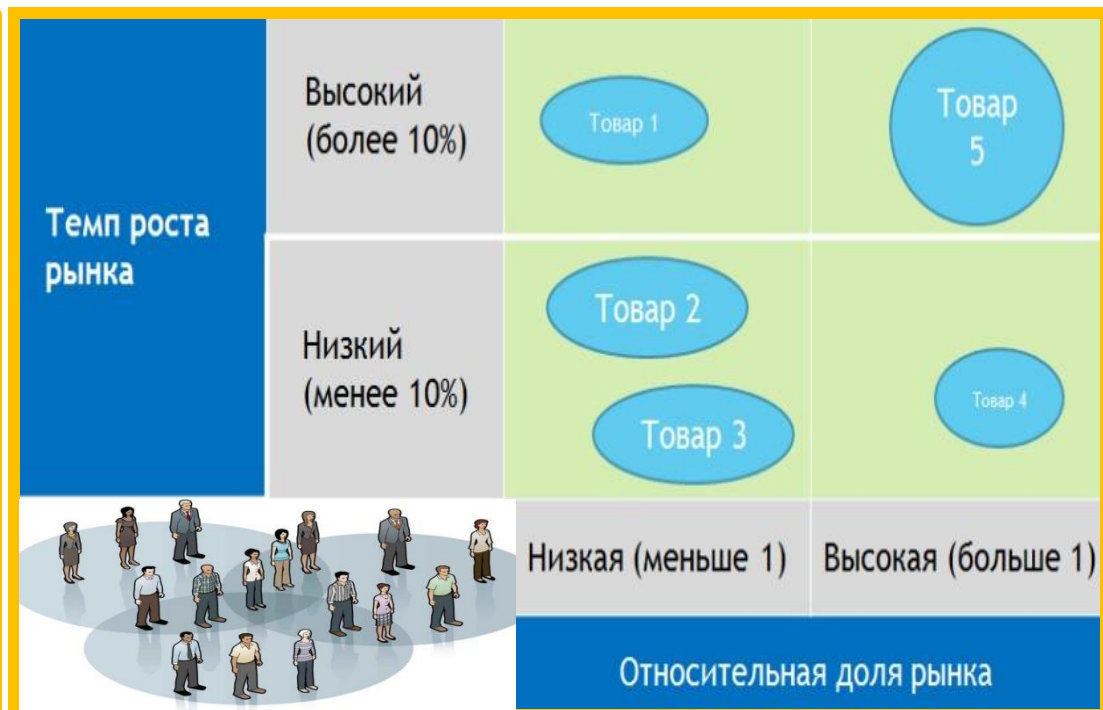 Темп роста
рынка
Высокий
(более 10%)
Товар 1
Товар
5
Низкий
(менее 10%)
Товар 2
Товар 3
Товар 4
Низкая (меньше 1)
Высокая (больше 1)
Относительная доля рынка